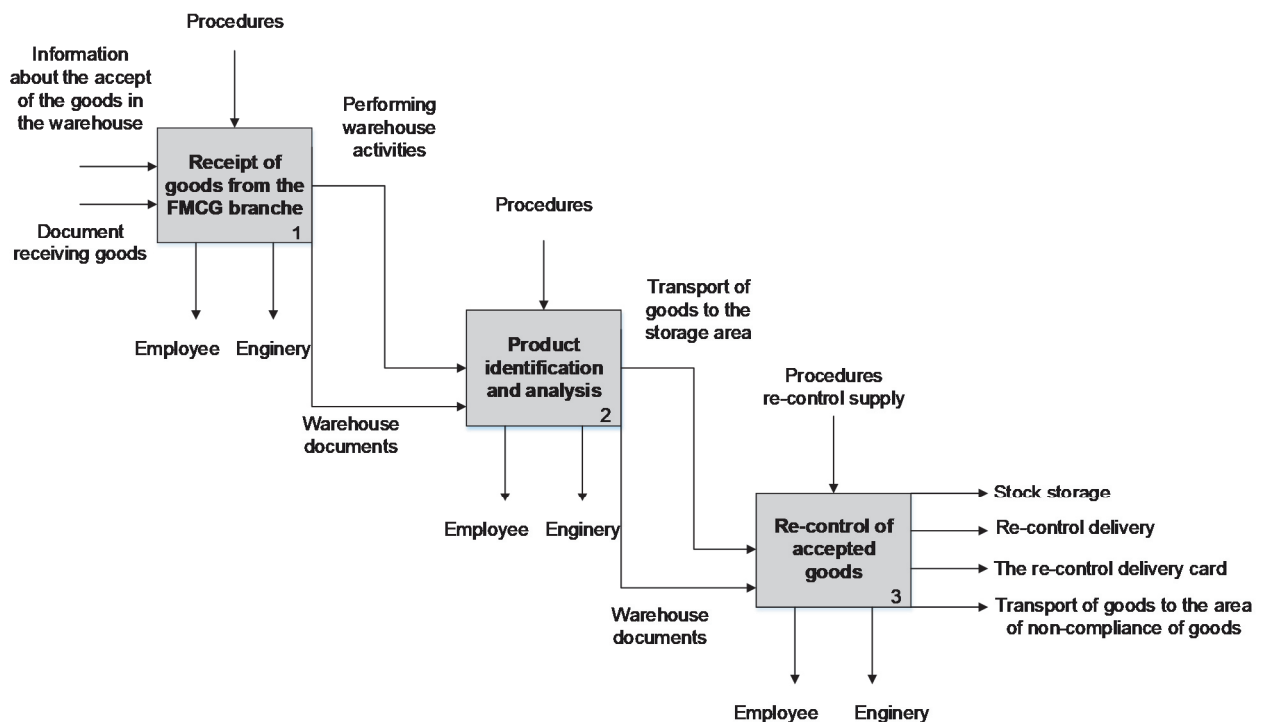 Procedures
Information
about the accept
of the goods in
the warehouse
Performing
warehouse
activities
Receipt of
goods from the
FMCG branche
1
Document
receiving goods
Employee
Enginery
Procedures
Transport of
goods to the
storage area
Product
identification
and analysis
2
Warehouse
documents
Employee
Enginery
Procedures
re-control supply
Re-control of
accepted
goods
3
Stock storage
Re-control delivery
The re-control delivery card
Transport of goods to the area
of non-compliance of goods
Warehouse
documents
Employee
Enginery